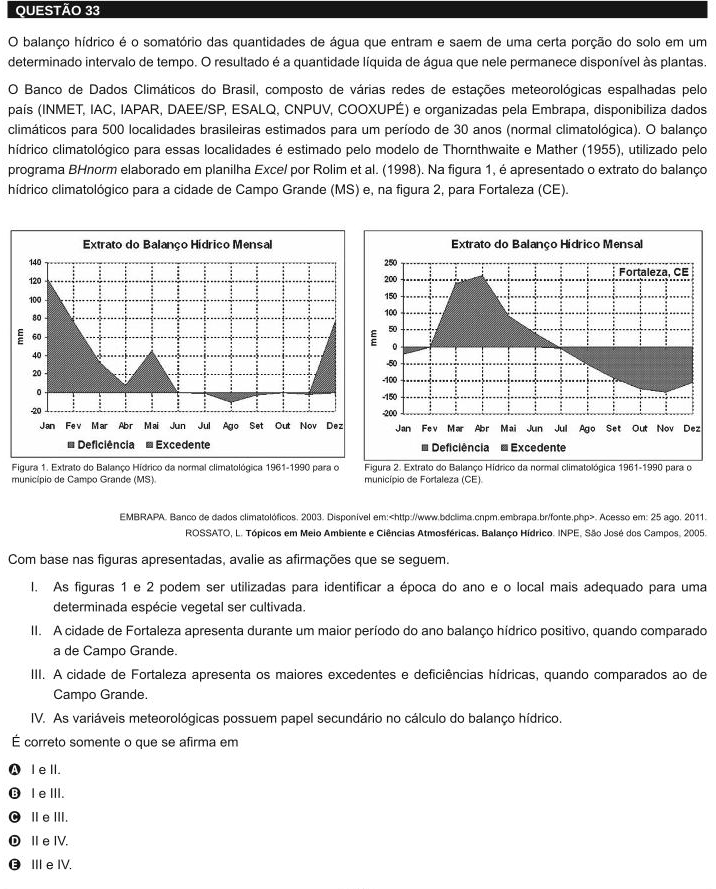 QUESTÃO 33
O balanço hídrico é o somatório das quantidades de água que entram e saem de uma certa porção do solo em um
determinado intervalo de tempo. O resultado é a quantidade líquida de água que nele permanece disponível às plantas.
O Banco de Dados Climáticos do Brasil, composto de várias redes de estações meteorológicas espalhadas pelo
país (INMET, IAC, IAPAR, DAEE/SP, ESALQ, CNPUV, COOXUPÉ) e organizadas pela Embrapa, disponibiliza dados
climáticos para 500 localidades brasileiras estimados para um período de 30 anos (normal climatológica). O balanço
hídrico climatológico para essas localidades é estimado pelo modelo de Thornthwaite e Mather (1955), utilizado pelo
programa BHnorm elaborado em planilha Excel por Rolim et al. (1998). Na figura 1, é apresentado o extrato do balanço
hídrico climatológico para a cidade de Campo Grande (MS) e, na figura 2, para Fortaleza (CE).
Extrato do Balanço Hídrico Mensal
140
120
100
80
60
40
20
0
-20
mm
Jan Fev Mar Abr Mai Jun Jul Ago Set Out Nov Dez
Deficiência Excedente
Figura 1. Extrato do Balanço Hídrico da normal climatológica 1961-1990 para o
município de Campo Grande (MS).
Extrato do Balanço Hídrico Mensal
Fortaleza, CE
250
200
150
100
50
0
-50
-100
-150
-200
mm
Jan Fev Mar Abr Mai Jun Jul Ago Set Out Nov Dez
Deficiência Excedente
Figura 2. Extrato do Balanço Hídrico da normal climatológica 1961-1990 para o
município de Fortaleza (CE).
EMBRAPA. Banco de dados climatolóficos. 2003. Disponível em:<http://www.bdclima.cnpm.embrapa.br/fonte.php>. Acesso em: 25 ago. 2011.
ROSSATO, L. Tópicos em Meio Ambiente e Ciências Atmosféricas. Balanço Hídrico. INPE, São José dos Campos, 2005.
Com base nas figuras apresentadas, avalie as afirmações que se seguem.
I. As figuras 1 e 2 podem ser utilizadas para identificar a época do ano e o local mais adequado para uma
determinada espécie vegetal ser cultivada.
II. A cidade de Fortaleza apresenta durante um maior período do ano balanço hídrico positivo, quando comparado
a de Campo Grande.
III. A cidade de Fortaleza apresenta os maiores excedentes e deficiências hídricas, quando comparados ao de
Campo Grande.
IV. As variáveis meteorológicas possuem papel secundário no cálculo do balanço hídrico.
É correto somente o que se afirma em
A I e II.
B I e III.
C II e III.
D II e IV.
E III e IV.